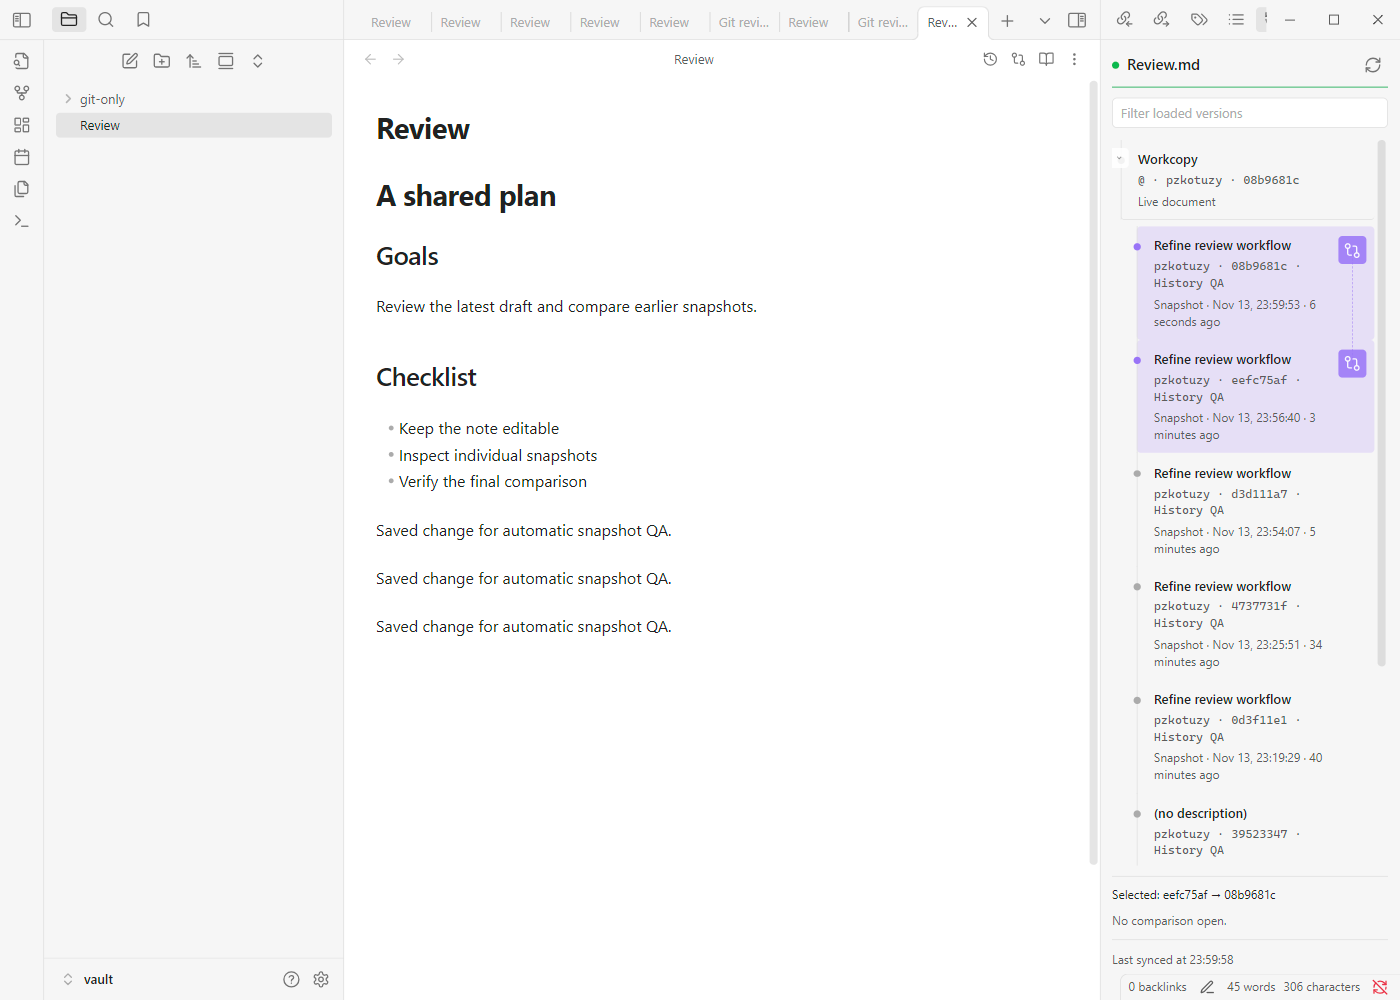 Review
Review
Review
Review
Review
Git revi...
Review
Git revi...
Rev...
git-only
Review
vault
Review
Review
A shared plan
Goals
Review the latest draft and compare earlier snapshots.
Checklist
• Keep the note editable
• Inspect individual snapshots
• Verify the final comparison
Saved change for automatic snapshot QA.
Saved change for automatic snapshot QA.
Saved change for automatic snapshot QA.
Review.md
Filter loaded versions
Workcopy
@ · pzkotuzy · 08b9681c
Live document
Refine review workflow
pzkotuzy · 08b9681c ·
History QA
Snapshot · Nov 13, 23:59:53 · 6
seconds ago
Refine review workflow
pzkotuzy · eefc75af ·
History QA
Snapshot · Nov 13, 23:56:40 · 3
minutes ago
Refine review workflow
pzkotuzy · d3d111a7 ·
History QA
Snapshot · Nov 13, 23:54:07 · 5
minutes ago
Refine review workflow
pzkotuzy · 4737731f ·
History QA
Snapshot · Nov 13, 23:25:51 · 34
minutes ago
Refine review workflow
pzkotuzy · 0d3f11e1 ·
History QA
Snapshot · Nov 13, 23:19:29 · 40
minutes ago
(no description)
pzkotuzy · 39523347 ·
History QA
Selected: eefc75af → 08b9681c
No comparison open.
Last synced at 23:59:58
0 backlinks
45 words
306 characters